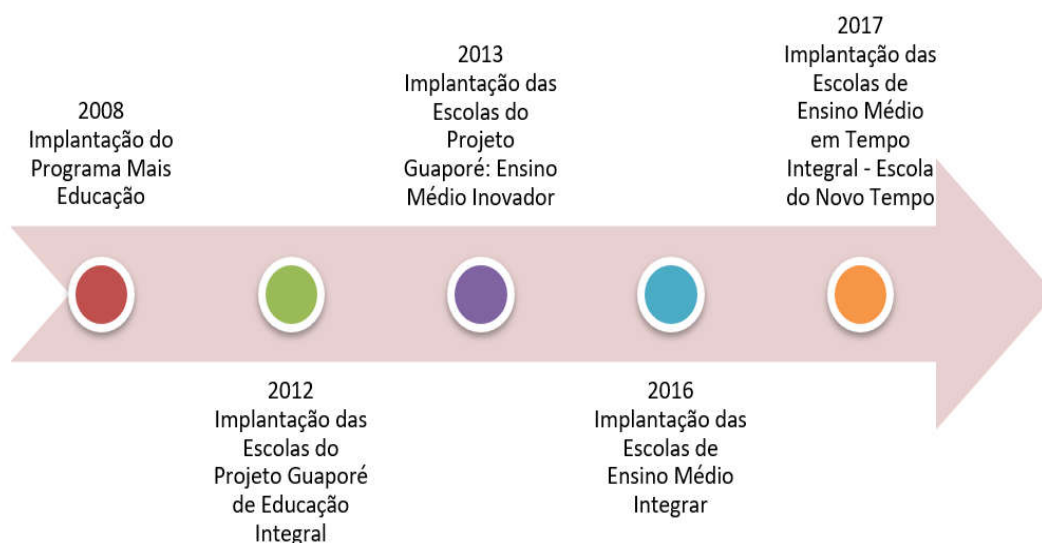 2008
Implantação do
Programa Mais
Educação
2012
Implantação das
Escolas do
Projeto Guaporé
de Educação
Integral
2013
Implantação das
Escolas do
Projeto
Guaporé: Ensino
Médio Inovador
2016
Implantação das
Escolas de
Ensino Médio
Integrar
2017
Implantação das
Escolas de
Ensino Médio
em Tempo
Integral - Escola
do Novo Tempo